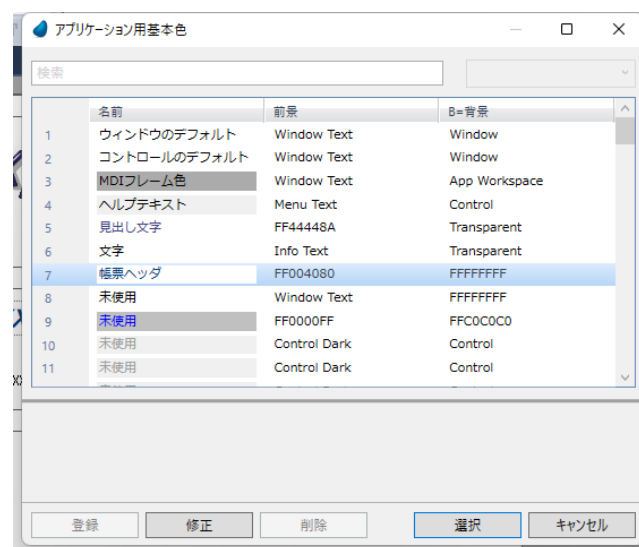 アプリケーション用基本色
検索
名前 前景 B=背景
1 ウィンドウのデフォルト Window Text Window
2 コントロールのデフォルト Window Text Window
3 MDIフレーム色 Window Text App Workspace
4 ヘルプテキスト Menu Text Control
5 見出し文字 FF44448A Transparent
6 文字 Info Text Transparent
7 帳票ヘッダ FF004080 FFFFFFFF
8 未使用 Window Text FFFFFFFF
9 未使用 FF0000FF FFC0C0C0
10 未使用 Control Dark Control
11 未使用 Control Dark Control
登録 修正 削除 選択 キャンセル